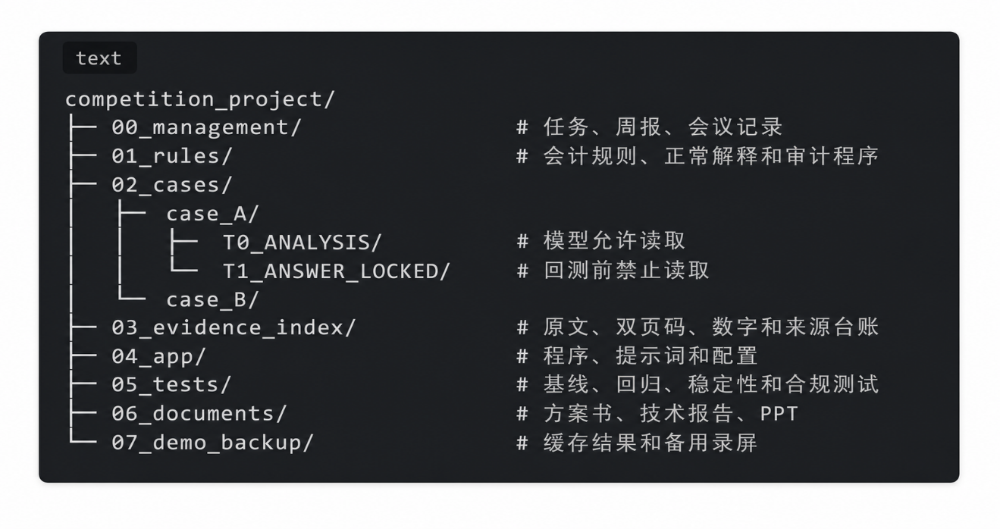 text
competition_project/
├─ 00_management/ # 任务、周报、会议记录
├─ 01_rules/ # 会计规则、正常解释和审计程序
├─ 02_cases/
│  ├─ case_A/
│  │  ├─ T0_ANALYSIS/ # 模型允许读取
│  │  └─ T1_ANSWER_LOCKED/ # 回测前禁止读取
│  └─ case_B/
├─ 03_evidence_index/ # 原文、双页码、数字和来源台账
├─ 04_app/ # 程序、提示词和配置
├─ 05_tests/ # 基线、回归、稳定性和合规测试
├─ 06_documents/ # 方案书、技术报告、PPT
└─ 07_demo_backup/ # 缓存结果和备用录屏